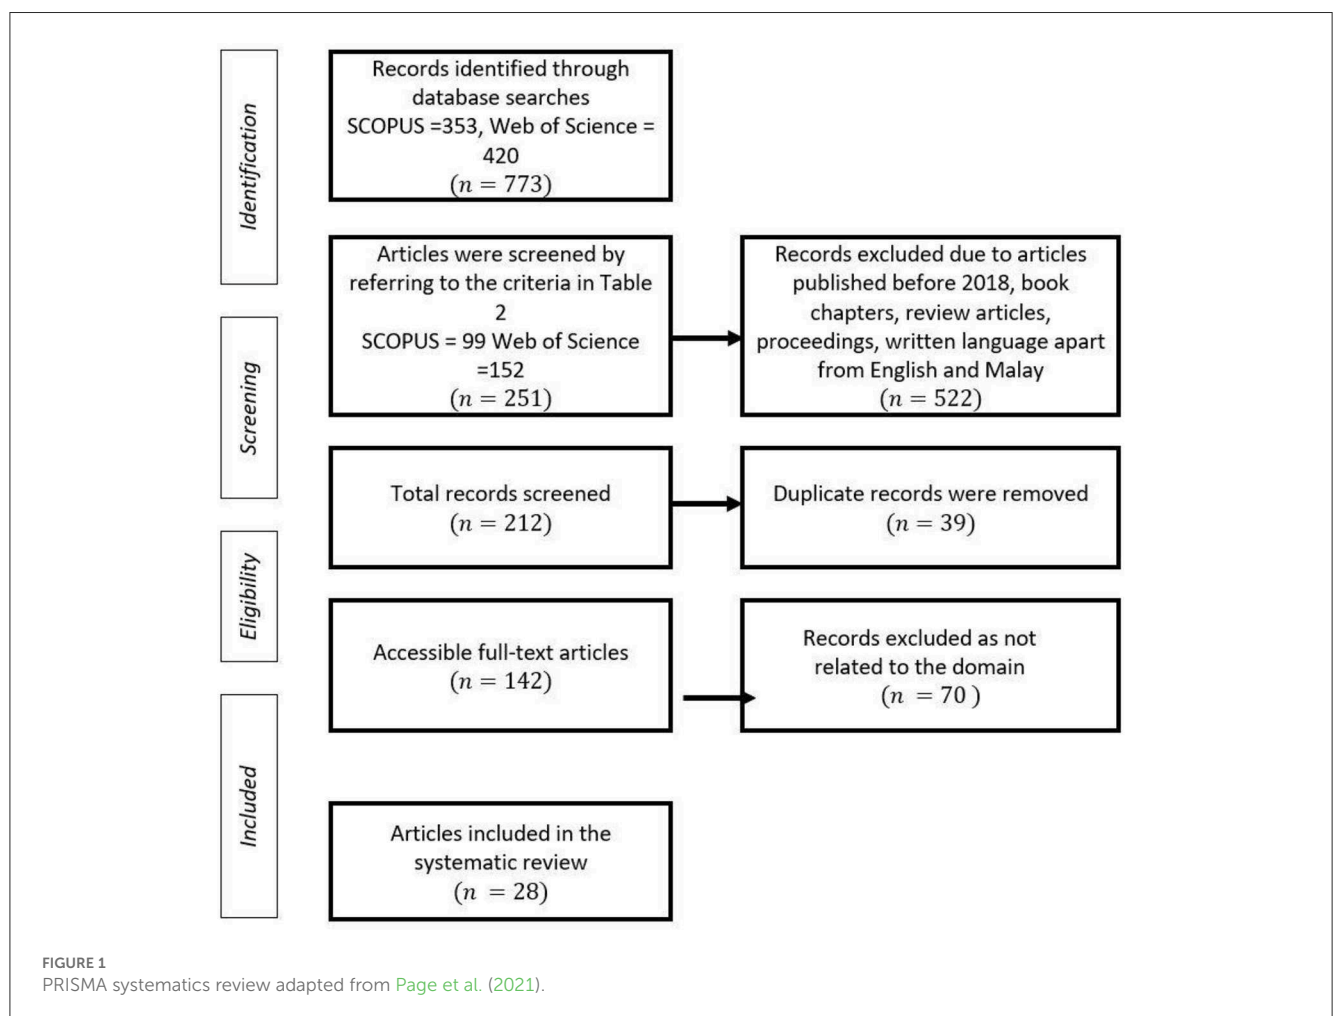 Identification
Records identified through
database searches
SCOPUS =353, Web of Science =
420
(n = 773)
Articles were screened by
referring to the criteria in Table
2
SCOPUS = 99 Web of Science
=152
(n = 251)
Records excluded due to articles
published before 2018, book
chapters, review articles,
proceedings, written language apart
from English and Malay
(n = 522)
Screening
Total records screened
(n = 212)
Duplicate records were removed
(n = 39)
Eligibility
Accessible full-text articles
(n = 142)
Records excluded as not
related to the domain
(n = 70 )
Included
Articles included in the
systematic review
(n = 28)
FIGURE 1
PRISMA systematics review adapted from Page et al. (2021).